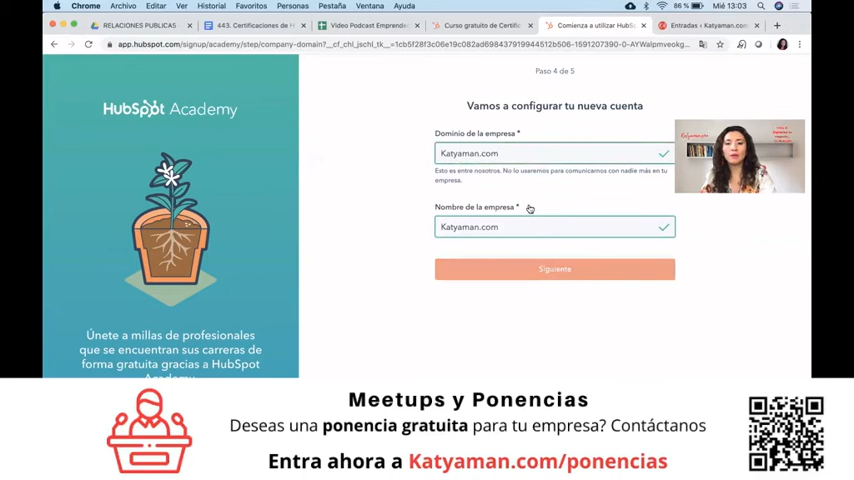 Chrome Archivo Editar Ver Historial Favoritos Personas Pestaña Ventana Ayuda 86 % Mié 13:03
RELACIONES PUBLICAS × 443. Certificaciones de H × Video Podcast Emprende × Curso gratuito de Certific × Comienza a utilizar HubS × Entradas ‹ Katyaman.com × +
app.hubspot.com/signup/academy/step/company-domain?__cf_chl_jschl_tk__=1cb5f28f3c06e19c082ad698437919944512b576-1591207390-0-AYWalpmveokg...
Paso 4 de 5
HubSpot Academy
Vamos a configurar tu nueva cuenta
Dominio de la empresa *
Katyaman.com
Esto es entre nosotros. No lo usaremos para comunicarnos con nadie más en tu
empresa.
Nombre de la empresa *
Katyaman.com
Siguiente
Únete a millas de profesionales
que se encuentran sus carreras de
forma gratuita gracias a HubSpot
Academy
Meetups y Ponencias
Deseas una ponencia gratuita para tu empresa? Contáctanos
Entra ahora a Katyaman.com/ponencias